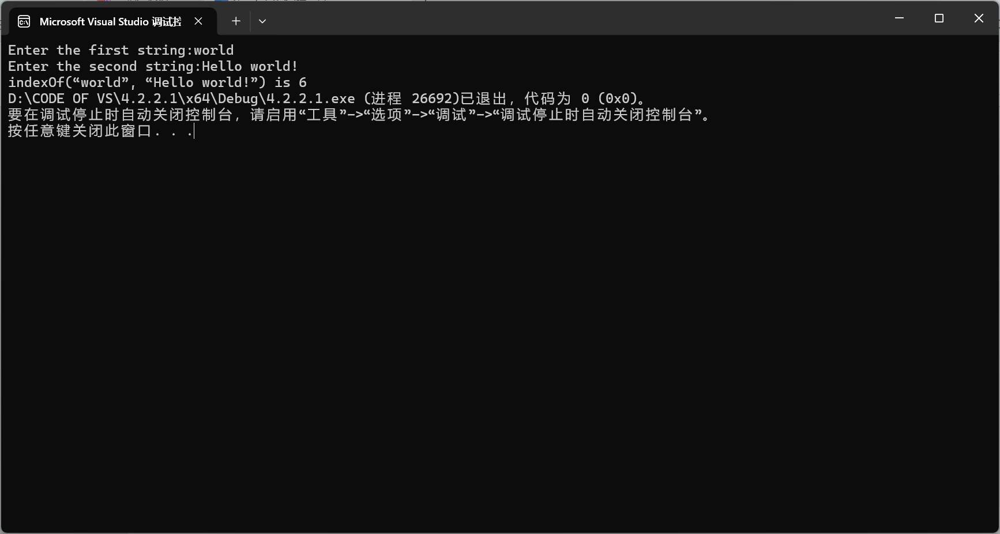 Microsoft Visual Studio 调试控
Enter the first string:world
Enter the second string:Hello world!
indexOf(“world”, “Hello world!”) is 6
D:\CODE OF VS\4.2.2.1\x64\Debug\4.2.2.1.exe (进程 26692)已退出，代码为 0 (0x0)。
要在调试停止时自动关闭控制台，请启用“工具”->“选项”->“调试”->“调试停止时自动关闭控制台”。
按任意键关闭此窗口. . .